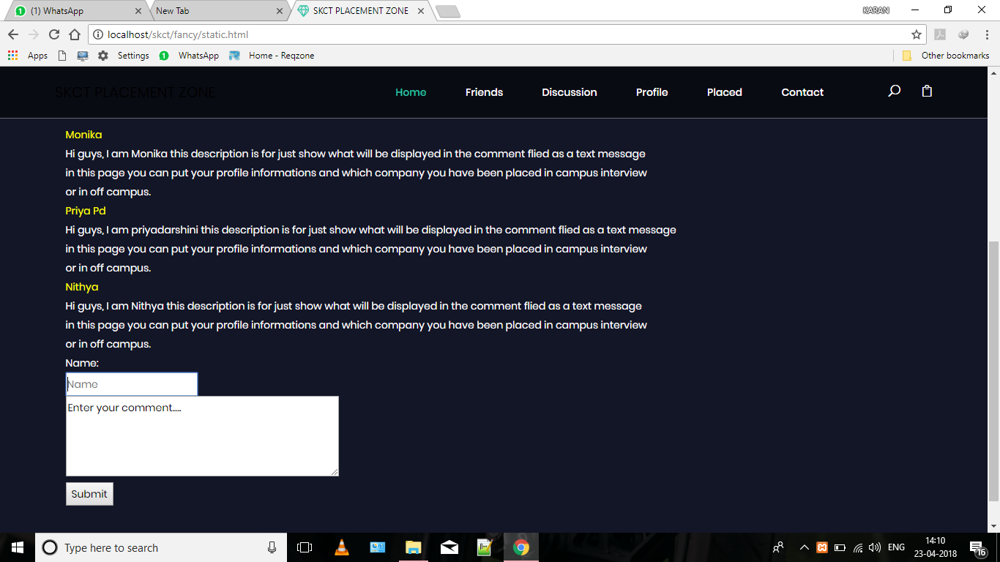 (1) WhatsApp
New Tab
SKCT PLACEMENT ZONE
KARAN
localhost/skct/fancy/static.html
Apps
Settings
1
WhatsApp
Home - Reqzone
Other bookmarks
SKCT PLACEMENT ZONE
Home
Friends
Discussion
Profile
Placed
Contact
Monika
Hi guys, I am Monika this description is for just show what will be displayed in the comment flied as a text message
in this page you can put your profile informations and which company you have been placed in campus interview
or in off campus.
Priya Pd
Hi guys, I am priyadarshini this description is for just show what will be displayed in the comment flied as a text message
in this page you can put your profile informations and which company you have been placed in campus interview
or in off campus.
Nithya
Hi guys, I am Nithya this description is for just show what will be displayed in the comment flied as a text message
in this page you can put your profile informations and which company you have been placed in campus interview
or in off campus.
Name:
Name
Enter your comment.....
Submit
Type here to search
ENG
14:10
23-04-2018
16